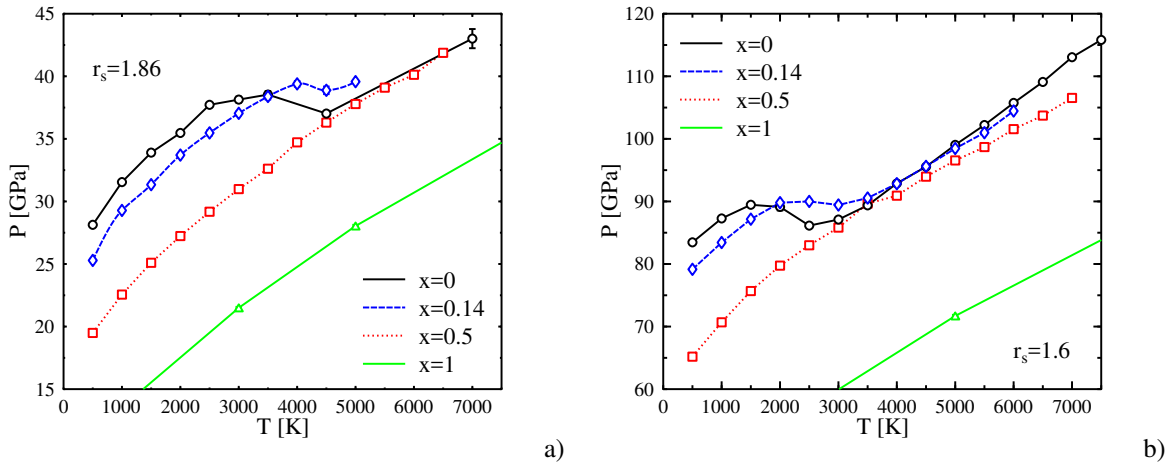 45
40
35
30
25
20
15
P [GPa]
r_s=1.86
x=0
x=0.14
x=0.5
x=1
0 1000 2000 3000 4000 5000 6000 7000
T [K]
a)
120
110
100
90
80
70
60
P [GPa]
x=0
x=0.14
x=0.5
x=1
r_s=1.6
0 1000 2000 3000 4000 5000 6000 7000
T [K]
b)